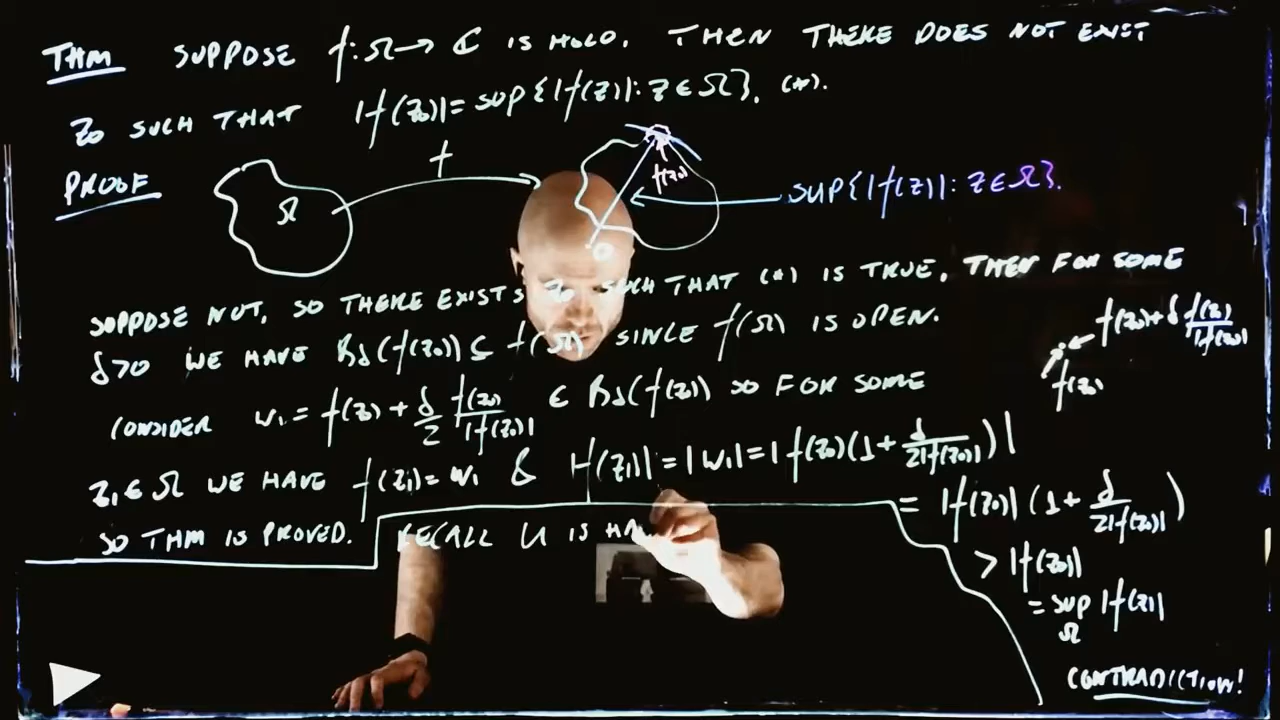 THM SUPPOSE f:Ω→ℂ IS HOLO. THEN THERE DOES NOT EXIST
z₀ SUCH THAT |f(z₀)|= SUP{|f(z)|: z∈Ω}. (*).
PROOF
f
Ω
f(z₀)
0
SUP{|f(z)|: z∈Ω}.
SUPPOSE NOT, SO THERE EXISTS z₀ SUCH THAT (*) IS TRUE. THEN FOR SOME
δ>0 WE HAVE Bδ(f(z₀)) ⊆ f(Ω) SINCE f(Ω) IS OPEN.
f(z₀)+δ f(z₀)/|f(z₀)|
f(z₀)
CONSIDER w₁ = f(z₀) + δ/2 f(z₀)/|f(z₀)| ∈ Bδ(f(z₀)) SO FOR SOME
z₁∈Ω WE HAVE f(z₁)=w₁ & |f(z₁)|=|w₁|=|f(z₀)(1+ δ/2|f(z₀)|)|
= |f(z₀)| (1+ δ/2|f(z₀)|)
> |f(z₀)|
= SUP |f(z)|
Ω
CONTRADICTION!
SO THM IS PROVED. RECALL U IS HA